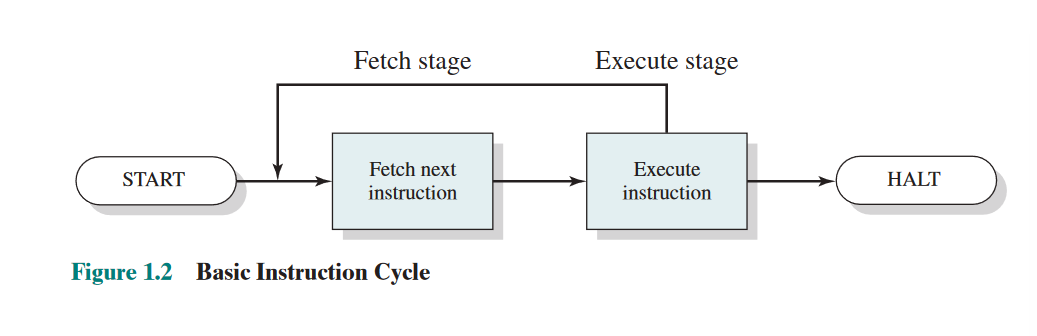 Fetch stage
Execute stage
START
Fetch next
instruction
Execute
instruction
HALT
Figure 1.2 Basic Instruction Cycle